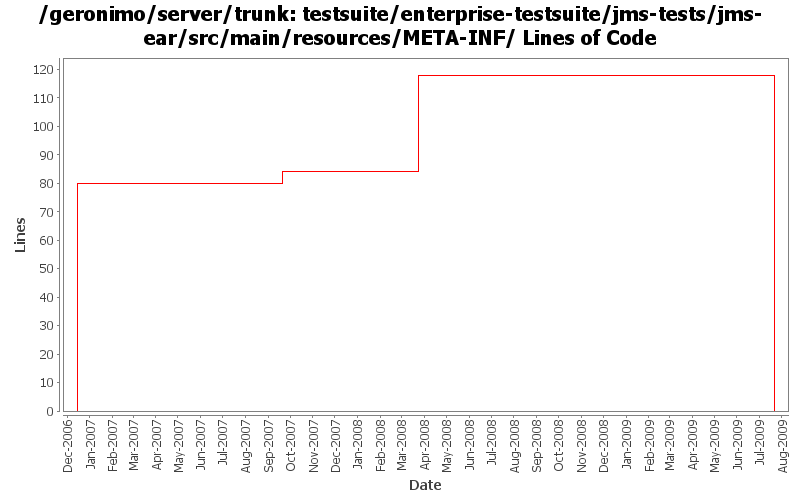 /geronimo/server/trunk: testsuite/enterprise-testsuite/jms-tests/jms-
ear/src/main/resources/META-INF/ Lines of Code
120
110
100
90
80
70
60
50
40
30
20
10
0
Lines
Dec-2006
Jan-2007
Feb-2007
Mar-2007
Apr-2007
May-2007
Jun-2007
Jul-2007
Aug-2007
Sep-2007
Oct-2007
Nov-2007
Dec-2007
Jan-2008
Feb-2008
Mar-2008
Apr-2008
May-2008
Jun-2008
Jul-2008
Aug-2008
Sep-2008
Oct-2008
Nov-2008
Dec-2008
Jan-2009
Feb-2009
Mar-2009
Apr-2009
May-2009
Jun-2009
Jul-2009
Aug-2009
Date